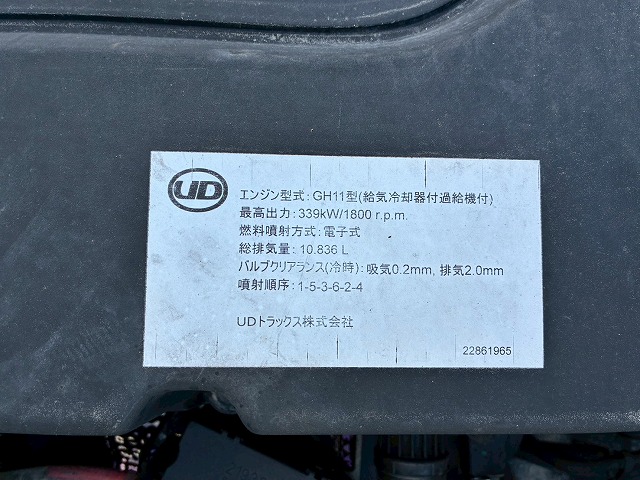 UD
エンジン型式: GH11型(給気冷却器付過給機付)
最高出力: 339kW/1800 r.p.m.
燃料噴射方式: 電子式
総排気量: 10.836 L
バルブクリアランス(冷時): 吸気0.2mm, 排気2.0mm
噴射順序: 1-5-3-6-2-4
UDトラックス株式会社
22861965